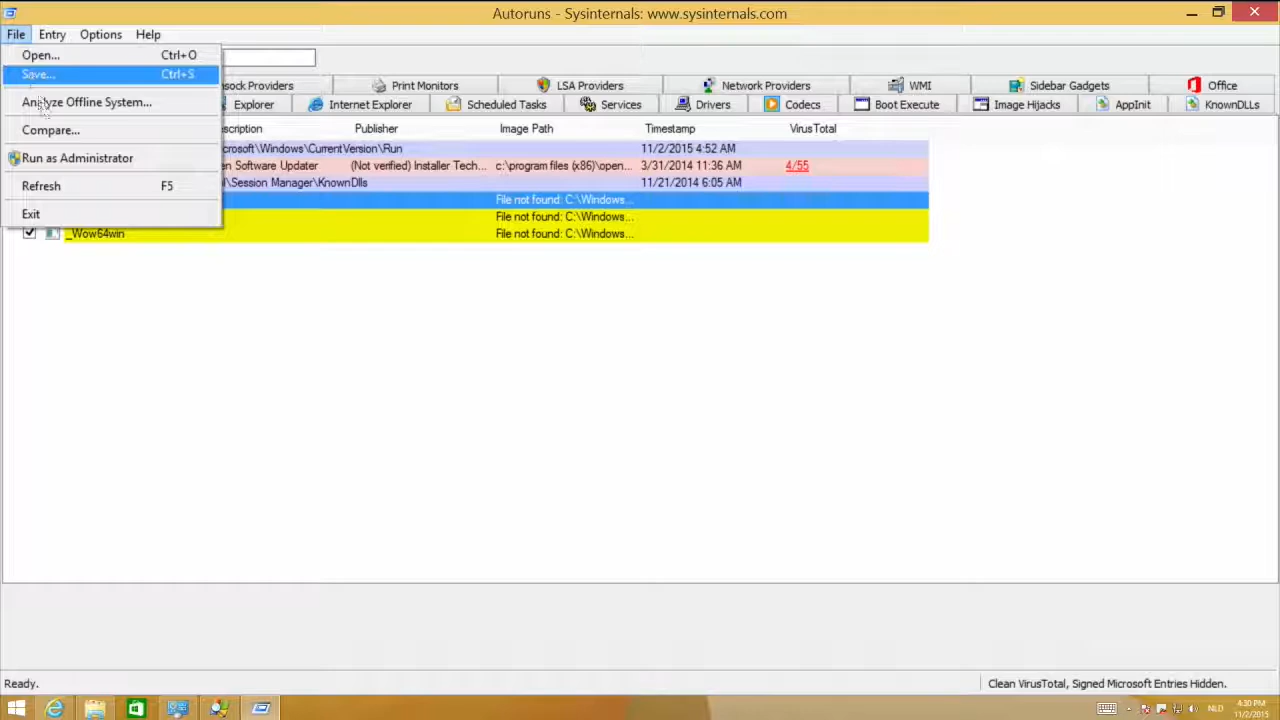 Autoruns - Sysinternals: www.sysinternals.com
File Entry Options Help
Open... Ctrl+O
Save... Ctrl+S
Analyze Offline System...
Compare...
Run as Administrator
Refresh F5
Exit
sock Providers Print Monitors LSA Providers Network Providers WMI Sidebar Gadgets Office
Explorer Internet Explorer Scheduled Tasks Services Drivers Codecs Boot Execute Image Hijacks AppInit KnownDLLs
cription Publisher Image Path Timestamp VirusTotal
crosoft\Windows\CurrentVersion\Run 11/2/2015 4:52 AM
en Software Updater (Not verified) Installer Tech... c:\program files (x86)\open... 3/31/2014 11:36 AM 4/55
ol\Session Manager\KnownDlls 11/21/2014 6:05 AM
File not found: C:\Windows...
File not found: C:\Windows...
_Wow64win File not found: C:\Windows...
Ready. Clean VirusTotal, Signed Microsoft Entries Hidden.
NLD 4:30 PM
11/2/2015